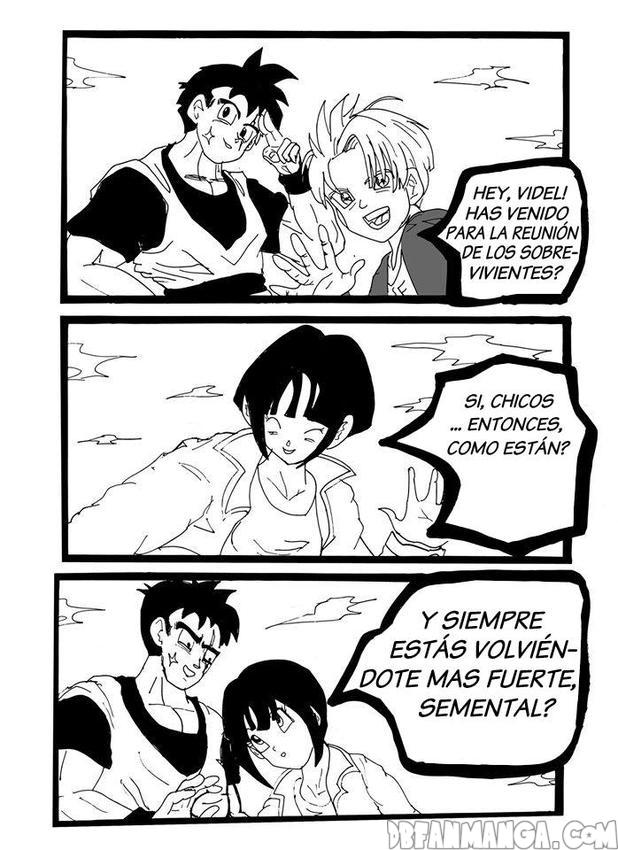 HEY, VIDEL!
HAS VENIDO
PARA LA REUNIÓN
DE LOS SOBRE-
VIVIENTES?
SI, CHICOS
... ENTONCES,
COMO ESTÁN?
Y SIEMPRE
ESTÁS VOLVIÉN-
DOTE MAS FUERTE,
SEMENTAL?
DBFANMANGA.COM